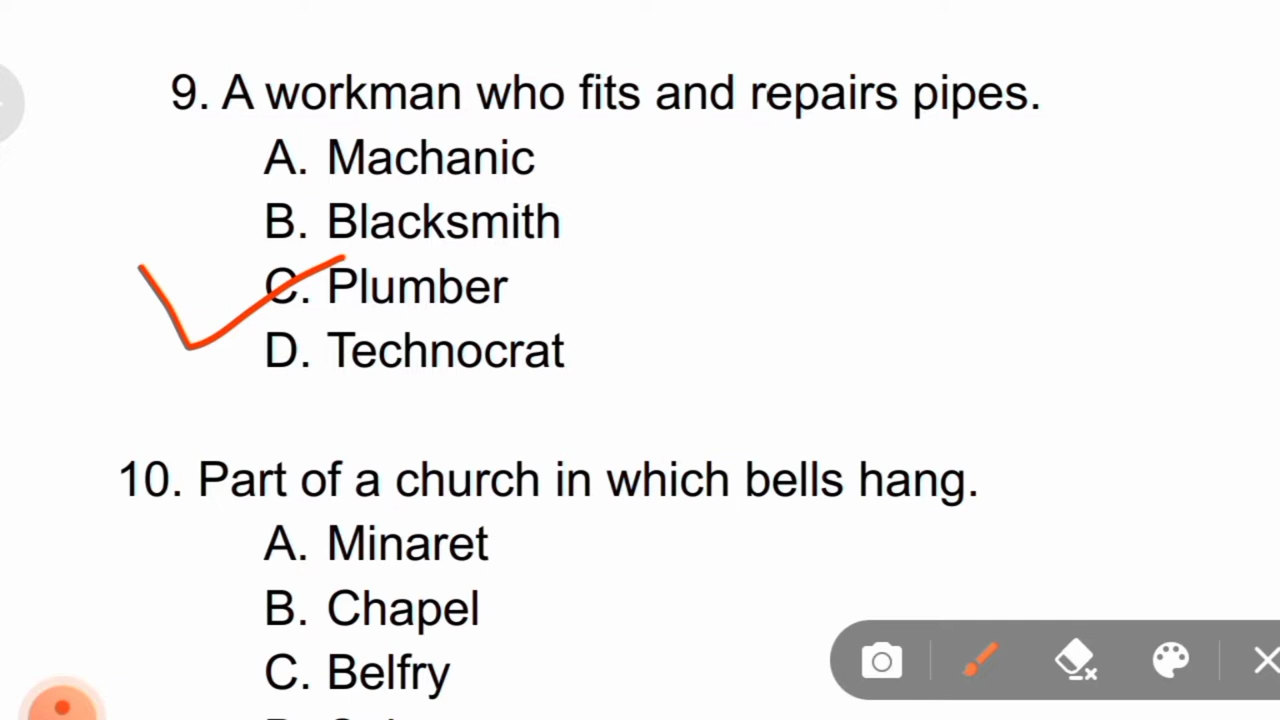 9. A workman who fits and repairs pipes.
A. Machanic
B. Blacksmith
C. Plumber
D. Technocrat
10. Part of a church in which bells hang.
A. Minaret
B. Chapel
C. Belfry